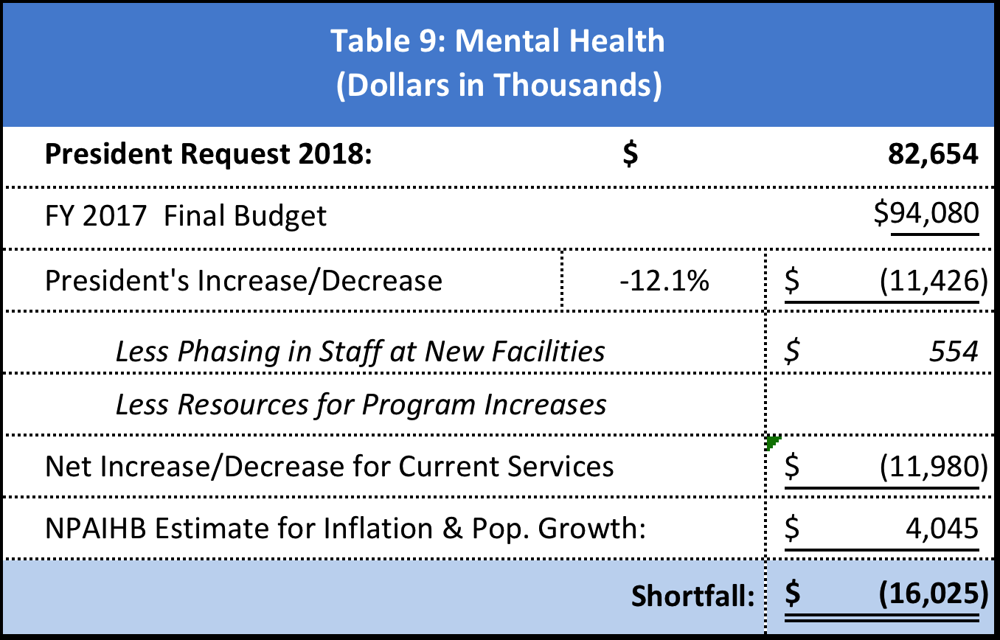 Table 9: Mental Health
(Dollars in Thousands)
President Request 2018: $ 82,654
FY 2017 Final Budget $94,080
President's Increase/Decrease -12.1% $ (11,426)
Less Phasing in Staff at New Facilities $ 554
Less Resources for Program Increases
Net Increase/Decrease for Current Services $ (11,980)
NPAIHB Estimate for Inflation & Pop. Growth: $ 4,045
Shortfall: $ (16,025)